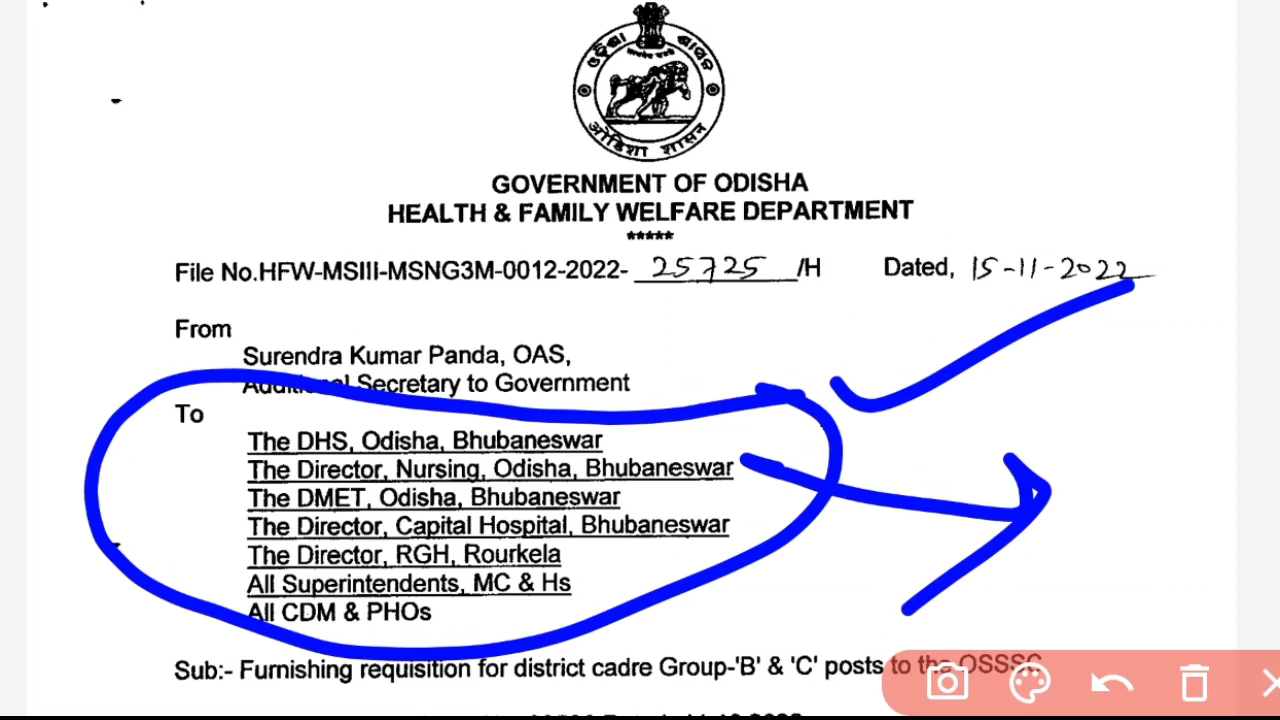 ଓଡ଼ିଶା ଶାସନ
ओडिशा शासन
GOVERNMENT OF ODISHA
HEALTH & FAMILY WELFARE DEPARTMENT
*****
File No.HFW-MSIII-MSNG3M-0012-2022- 25725 /H Dated, 15-11-2022
From
Surendra Kumar Panda, OAS,
Additional Secretary to Government
To
The DHS, Odisha, Bhubaneswar
The Director, Nursing, Odisha, Bhubaneswar
The DMET, Odisha, Bhubaneswar
The Director, Capital Hospital, Bhubaneswar
The Director, RGH, Rourkela
All Superintendents, MC & Hs
All CDM & PHOs
Sub:- Furnishing requisition for district cadre Group-'B' & 'C' posts to the OSSSC